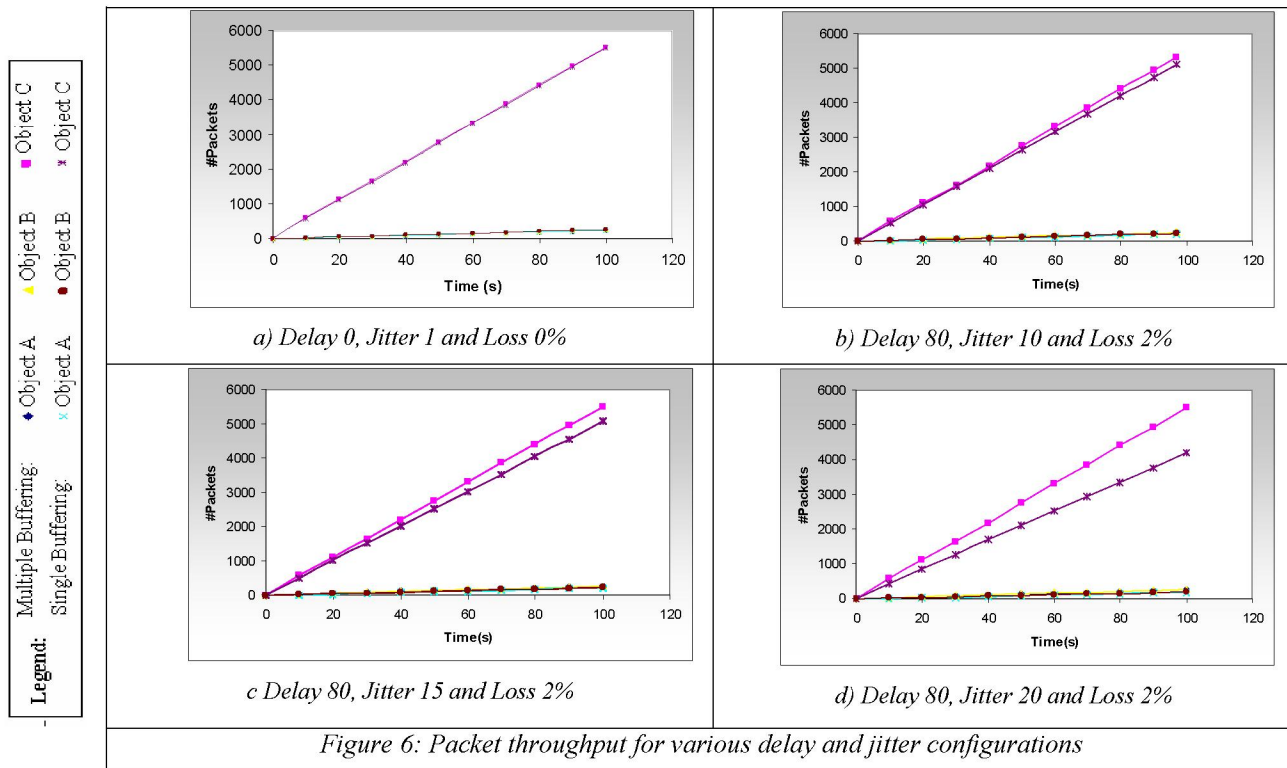 - Legend: Multiple Buffering: Object A Object B Object C
Single Buffering: Object A Object B Object C
6000
5000
4000
3000
2000
1000
0
#Packets
0 20 40 60 80 100 120
Time (s)
a) Delay 0, Jitter 1 and Loss 0%
6000
5000
4000
3000
2000
1000
0
#Packets
0 20 40 60 80 100 120
Time(s)
b) Delay 80, Jitter 10 and Loss 2%
6000
5000
4000
3000
2000
1000
0
#Packets
0 20 40 60 80 100 120
Time(s)
c Delay 80, Jitter 15 and Loss 2%
6000
5000
4000
3000
2000
1000
0
#Packets
0 20 40 60 80 100 120
Time(s)
d) Delay 80, Jitter 20 and Loss 2%
Figure 6: Packet throughput for various delay and jitter configurations